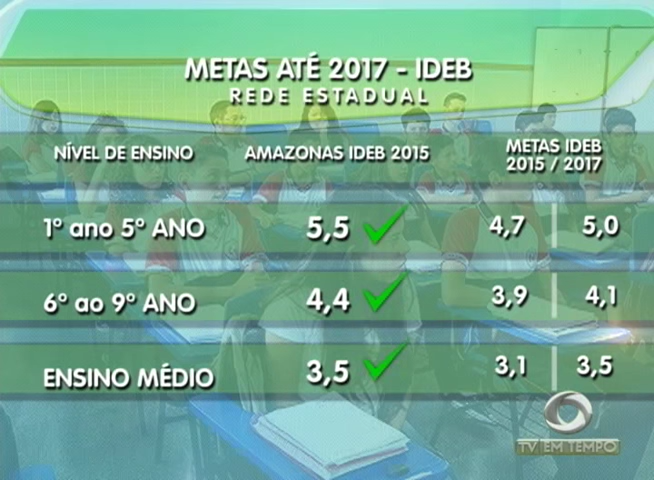 METAS ATÉ 2017 - IDEB
REDE ESTADUAL
NÍVEL DE ENSINO AMAZONAS IDEB 2015 METAS IDEB
2015 / 2017
1º ano 5º ANO 5,5 4,7 5,0
6º ao 9º ANO 4,4 3,9 4,1
ENSINO MÉDIO 3,5 3,1 3,5
TV EM TEMPO